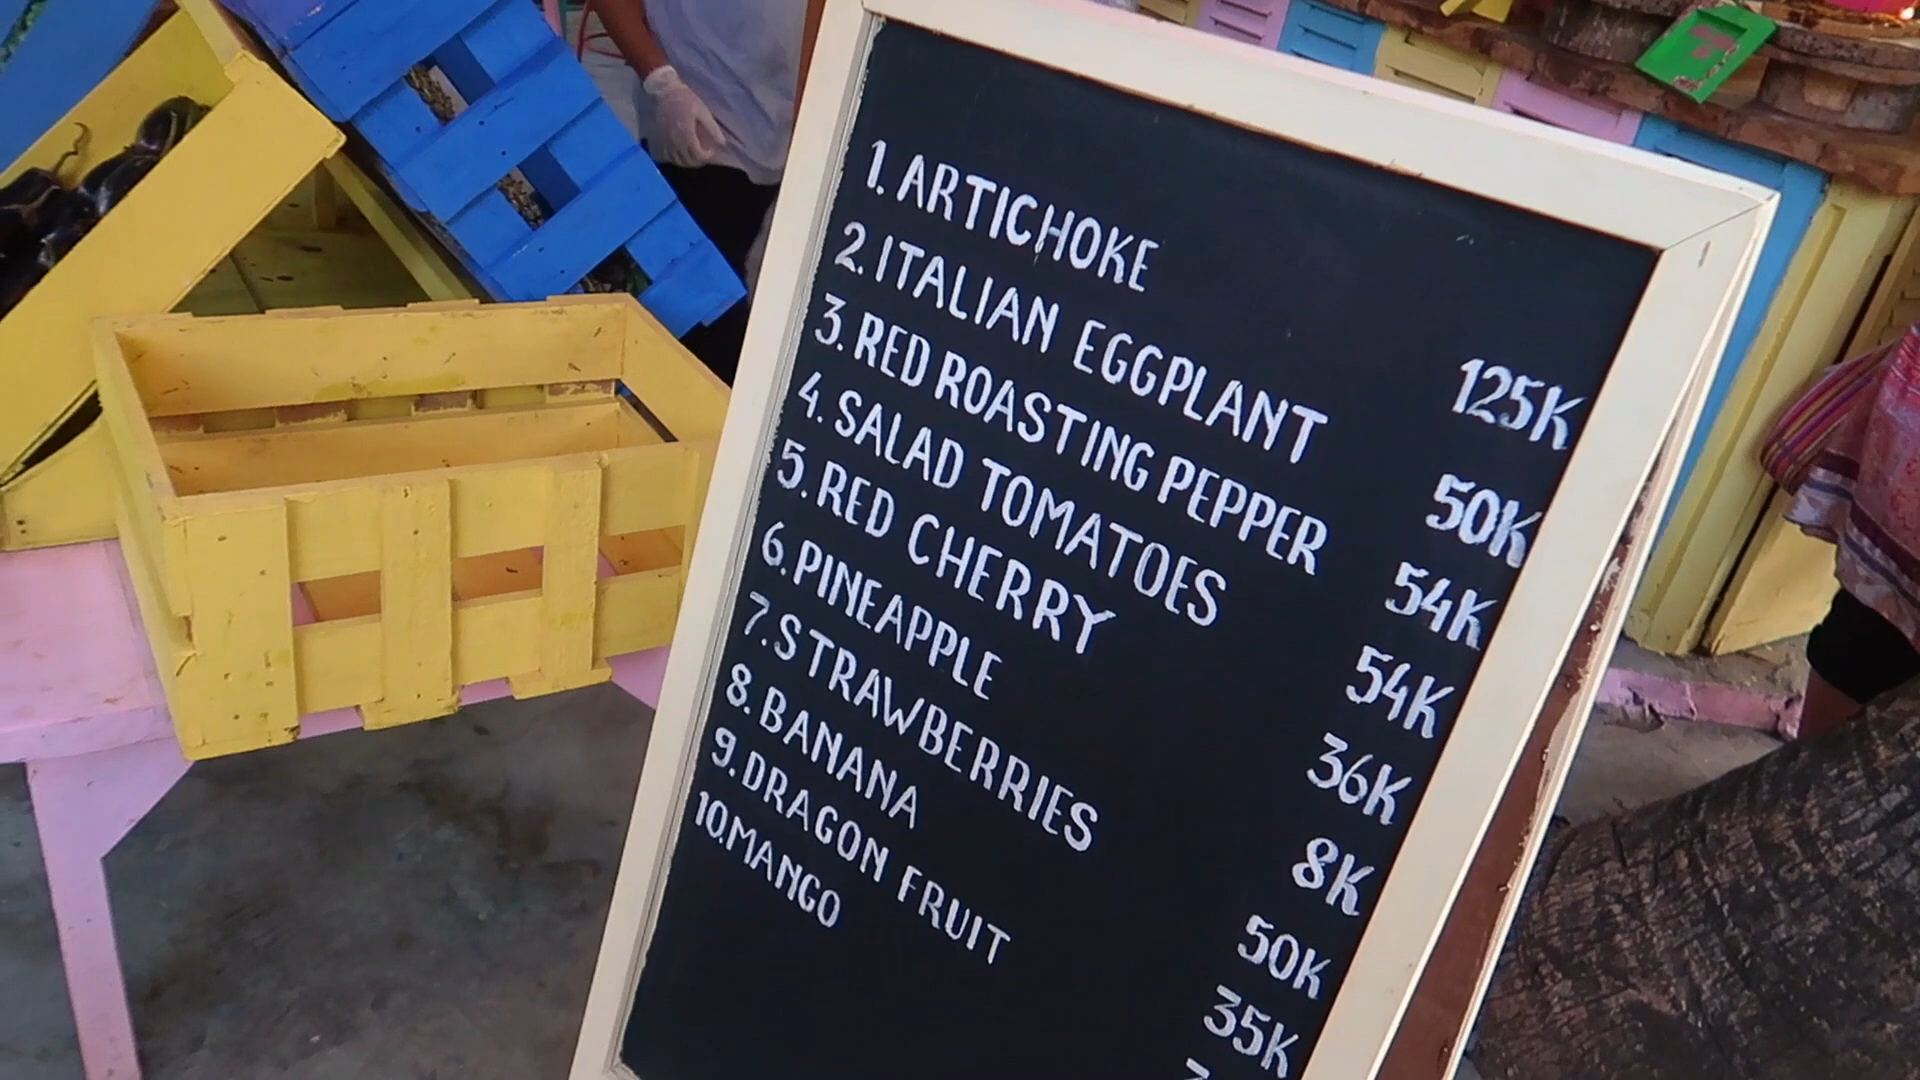 1. ARTICHOKE 125K
2. ITALIAN EGGPLANT 50K
3. RED ROASTING PEPPER 54K
4. SALAD TOMATOES 54K
5. RED CHERRY 36K
6. PINEAPPLE 8K
7. STRAWBERRIES 50K
8. BANANA 35K
9. DRAGON FRUIT
10. MANGO